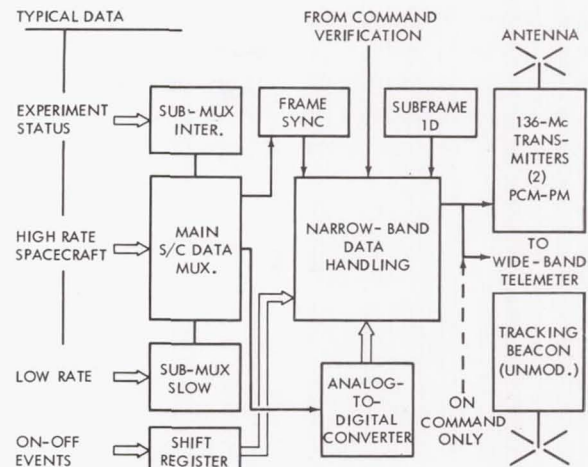 TYPICAL DATA
FROM COMMAND
VERIFICATION
ANTENNA
EXPERIMENT
STATUS
SUB-MUX
INTER.
FRAME
SYNC
SUBFRAME
1D
136-Mc
TRANS-
MITTERS
(2)
PCM-PM
HIGH RATE
SPACECRAFT
MAIN
S/C DATA
MUX.
NARROW-BAND
DATA
HANDLING
TO
WIDE-BAND
TELEMETER
LOW RATE
SUB-MUX
SLOW
ANALOG-
TO-
DIGITAL
CONVERTER
ON
COMMAND
ONLY
TRACKING
BEACON
(UNMOD.)
ON-OFF
EVENTS
SHIFT
REGISTER